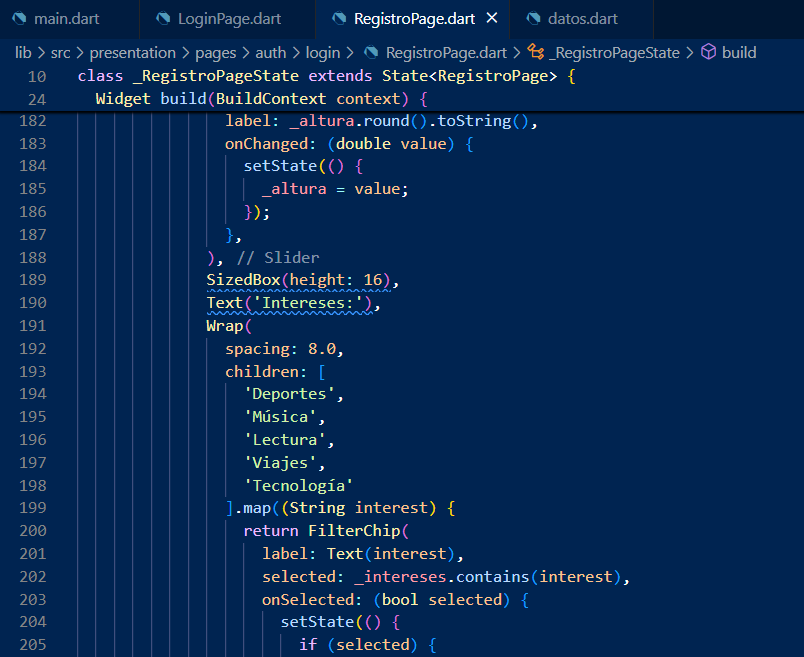 main.dart LoginPage.dart RegistroPage.dart × datos.dart
lib > src > presentation > pages > auth > login > RegistroPage.dart > _RegistroPageState > build
10 class _RegistroPageState extends State<RegistroPage> {
24 Widget build(BuildContext context) {
182 label: _altura.round().toString(),
183 onChanged: (double value) {
184 setState(() {
185 _altura = value;
186 });
187 },
188 ), // Slider
189 SizedBox(height: 16),
190 Text('Intereses:'),
191 Wrap(
192 spacing: 8.0,
193 children: [
194 'Deportes',
195 'Música',
196 'Lectura',
197 'Viajes',
198 'Tecnología'
199 ].map((String interest) {
200 return FilterChip(
201 label: Text(interest),
202 selected: _intereses.contains(interest),
203 onSelected: (bool selected) {
204 setState(() {
205 if (selected) {